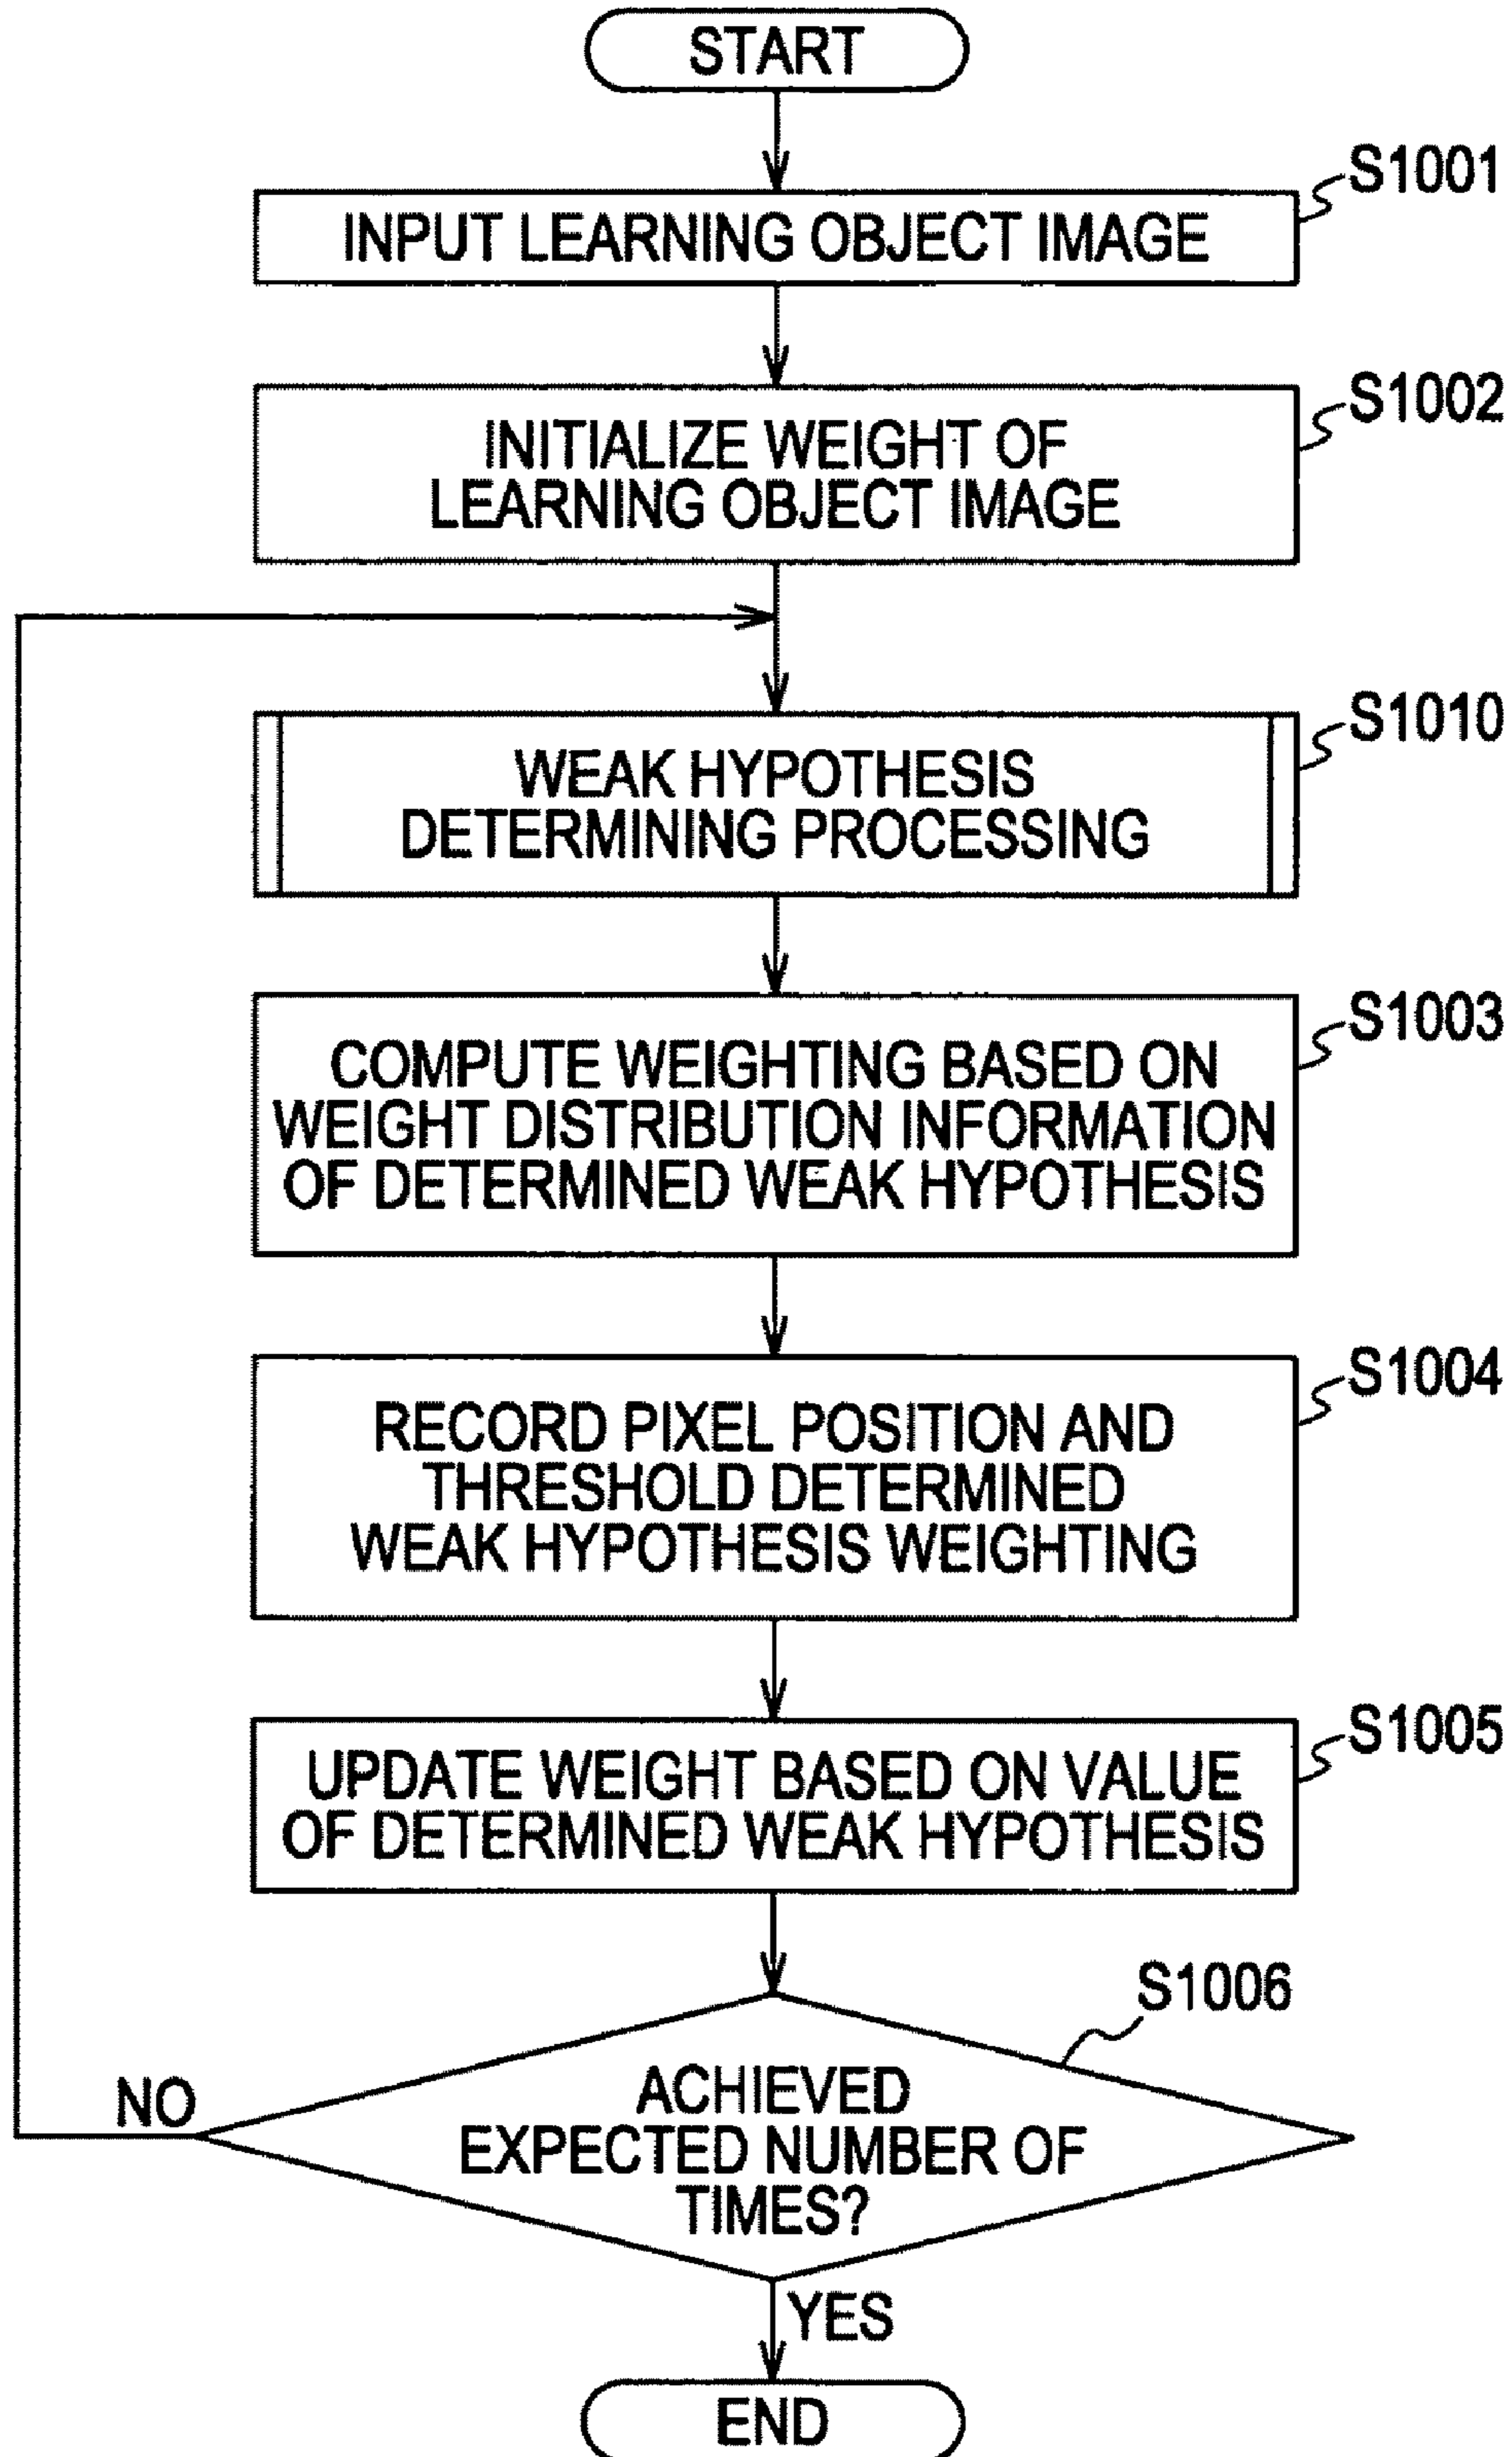 START
S1001
INPUT LEARNING OBJECT IMAGE
S1002
INITIALIZE WEIGHT OF
LEARNING OBJECT IMAGE
S1010
WEAK HYPOTHESIS
DETERMINING PROCESSING
S1003
COMPUTE WEIGHTING BASED ON
WEIGHT DISTRIBUTION INFORMATION
OF DETERMINED WEAK HYPOTHESIS
S1004
RECORD PIXEL POSITION AND
THRESHOLD DETERMINED
WEAK HYPOTHESIS WEIGHTING
S1005
UPDATE WEIGHT BASED ON VALUE
OF DETERMINED WEAK HYPOTHESIS
S1006
NO
ACHIEVED
EXPECTED NUMBER OF
TIMES?
YES
END